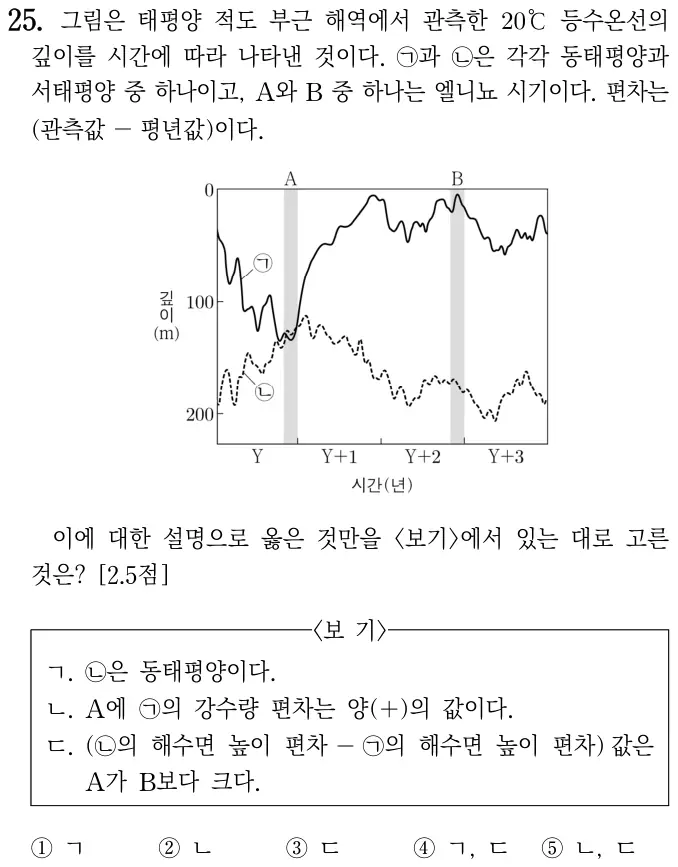 25. 그림은 태평양 적도 부근 해역에서 관측한 20℃ 등수온선의
깊이를 시간에 따라 나타낸 것이다. ㉠과 ㉡은 각각 동태평양과
서태평양 중 하나이고, A와 B 중 하나는 엘니뇨 시기이다. 편차는
(관측값 - 평년값)이다.
A B
0
㉠
깊이 100
(m)
㉡
200
Y Y+1 Y+2 Y+3
시간(년)
이에 대한 설명으로 옳은 것만을 〈보기〉에서 있는 대로 고른
것은? [2.5점]
〈보 기〉
ㄱ. ㉡은 동태평양이다.
ㄴ. A에 ㉠의 강수량 편차는 양(+)의 값이다.
ㄷ. (㉡의 해수면 높이 편차 - ㉠의 해수면 높이 편차) 값은
A가 B보다 크다.
① ㄱ ② ㄴ ③ ㄷ ④ ㄱ, ㄷ ⑤ ㄴ, ㄷ